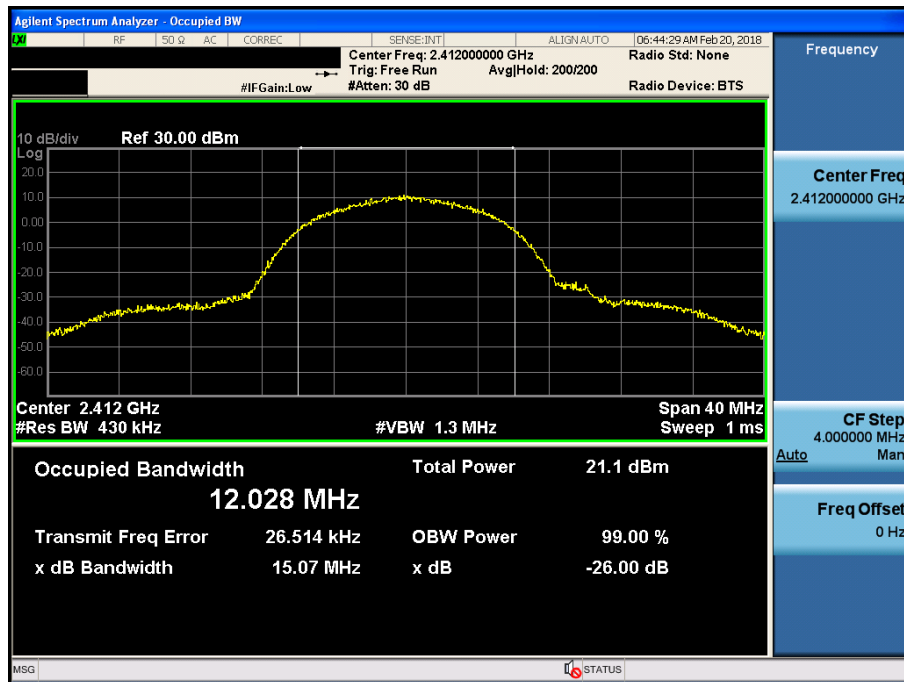 Agilent Spectrum Analyzer - Occupied BW
LXI RF 50 Ω AC CORREC SENSE:INT ALIGN AUTO 06:44:29 AM Feb 20, 2018
Center Freq: 2.412000000 GHz Radio Std: None
Trig: Free Run Avg|Hold: 200/200
#IFGain:Low #Atten: 30 dB Radio Device: BTS
Frequency
10 dB/div Ref 30.00 dBm
Log
20.0
10.0
0.00
-10.0
-20.0
-30.0
-40.0
-50.0
-60.0
Center 2.412 GHz Span 40 MHz
#Res BW 430 kHz #VBW 1.3 MHz Sweep 1 ms
Occupied Bandwidth Total Power 21.1 dBm
12.028 MHz
Transmit Freq Error 26.514 kHz OBW Power 99.00 %
x dB Bandwidth 15.07 MHz x dB -26.00 dB
Center Freq
2.412000000 GHz
CF Step
4.000000 MHz
Auto Man
Freq Offset
0 Hz
MSG STATUS